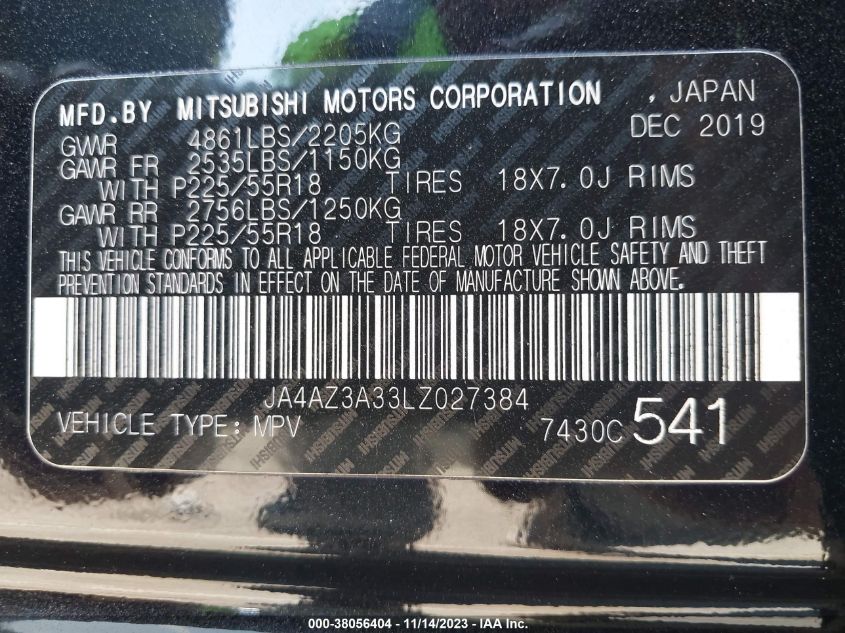 MFD.BY MITSUBISHI MOTORS CORPORATION , JAPAN
GVWR 4861LBS/2205KG DEC 2019
GAWR FR 2535LBS/1150KG
WITH P225/55R18 TIRES 18X7.0J RIMS
GAWR RR 2756LBS/1250KG
WITH P225/55R18 TIRES 18X7.0J RIMS
THIS VEHICLE CONFORMS TO ALL APPLICABLE FEDERAL MOTOR VEHICLE SAFETY AND THEFT
PREVENTION STANDARDS IN EFFECT ON THE DATE OF MANUFACTURE SHOWN ABOVE.
JA4AZ3A33LZ027384
VEHICLE TYPE: MPV 7430C 541
000-38056404 - 11/14/2023 - IAA Inc.